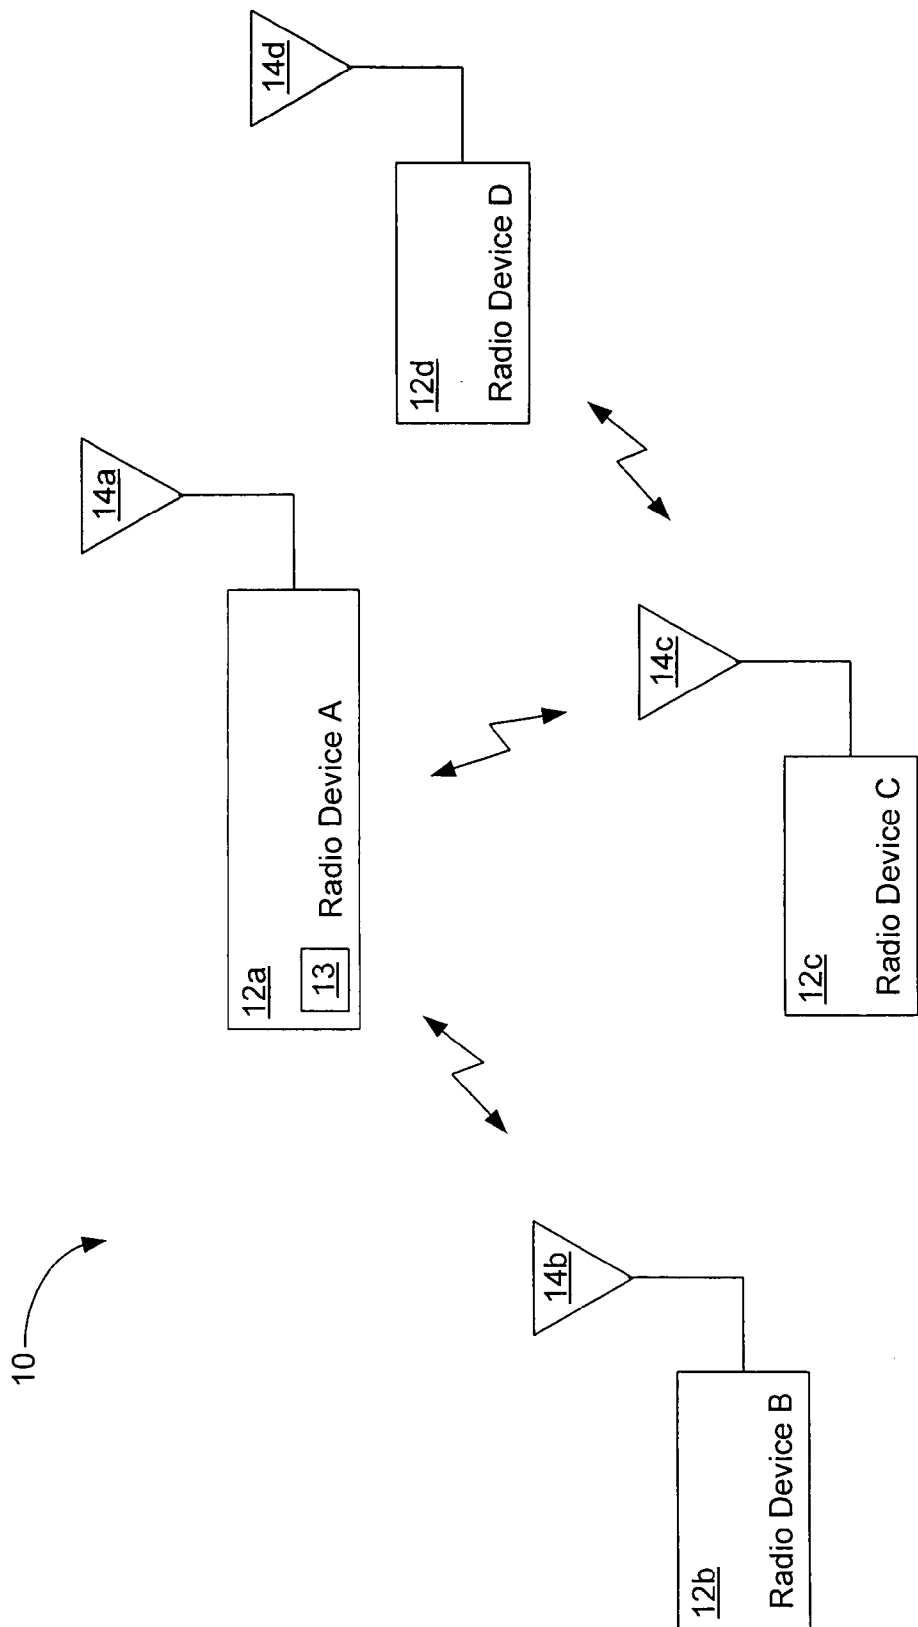 10
14a
12a
13
Radio Device A
14d
12d
Radio Device D
14b
12b
Radio Device B
14c
12c
Radio Device C